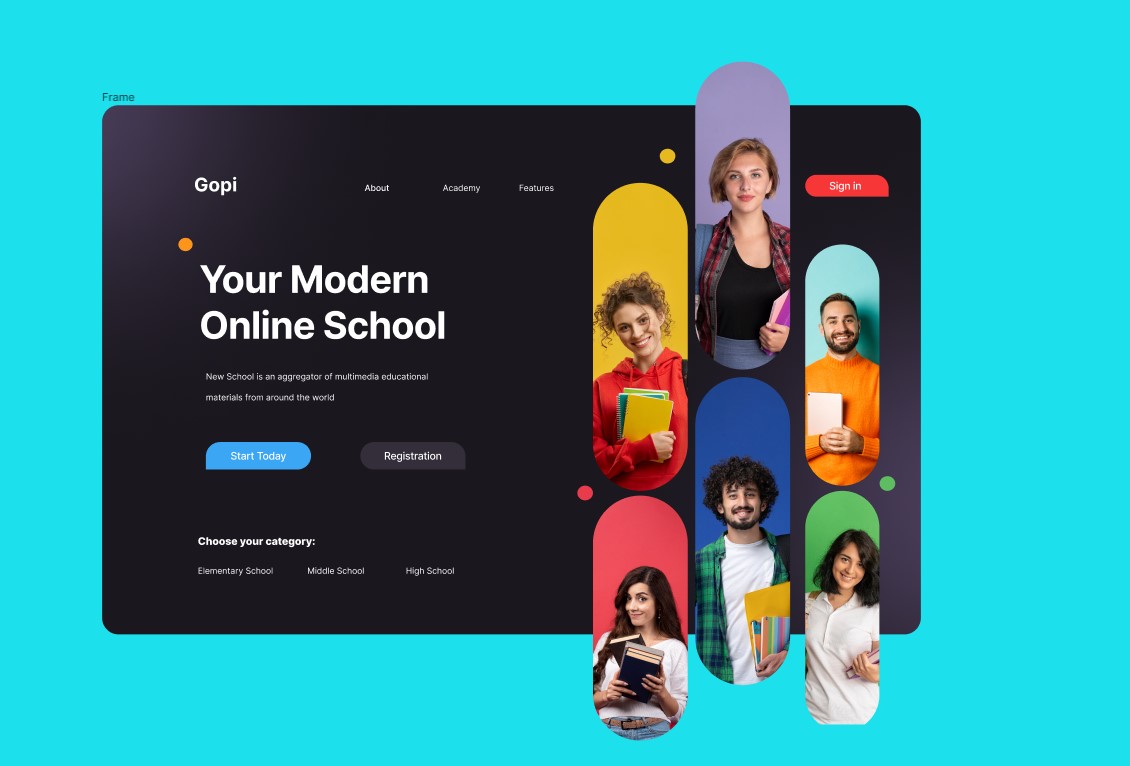 Frame
Gopi
About
Academy
Features
Sign in
Your Modern
Online School
New School is an aggregator of multimedia educational
materials from around the world
Start Today
Registration
Choose your category:
Elementary School
Middle School
High School